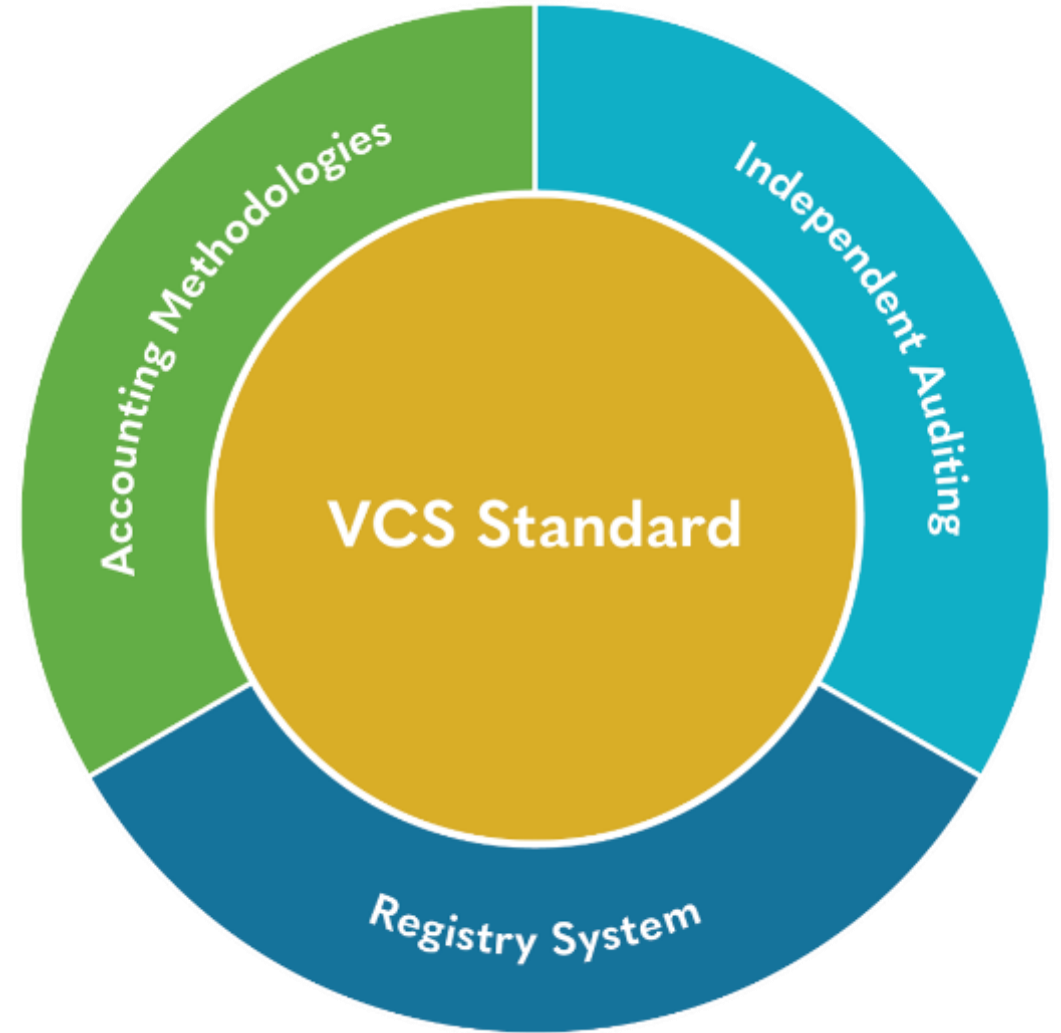 Accounting Methodologies
Independent Auditing
VCS Standard
Registry System